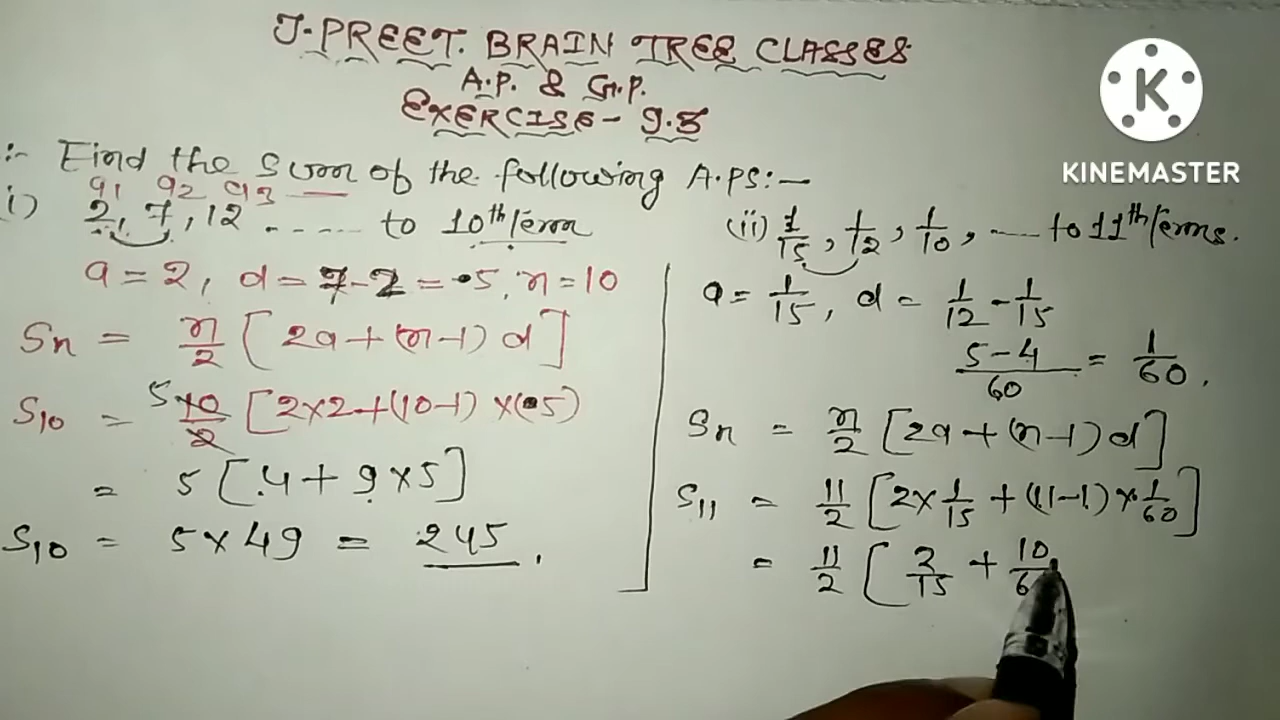 J.PREET. BRAIN TREE CLASSES
A.P. & G.P.
EXERCISE - 9.3
K
KINEMASTER
:- Find the sum of the following A.Ps:-
a1 a2 a3
i) 2, 7, 12 ..... to 10th term
a = 2, d = 7-2 = 5, n = 10
Sn = n/2 [2a+(n-1) d]
S10 = 5 10/2 [2×2+(10-1)×(5)
= 5 [4+9×5]
S10 = 5×49 = 245.
(ii) 1/15, 1/12, 1/10, .... to 11th terms.
a = 1/15, d = 1/12 - 1/15
5-4/60 = 1/60.
Sn = n/2 [2a+(n-1) d]
S11 = 11/2 [2×1/15 + (11-1)×1/60]
= 11/2 [2/15 + 10/6